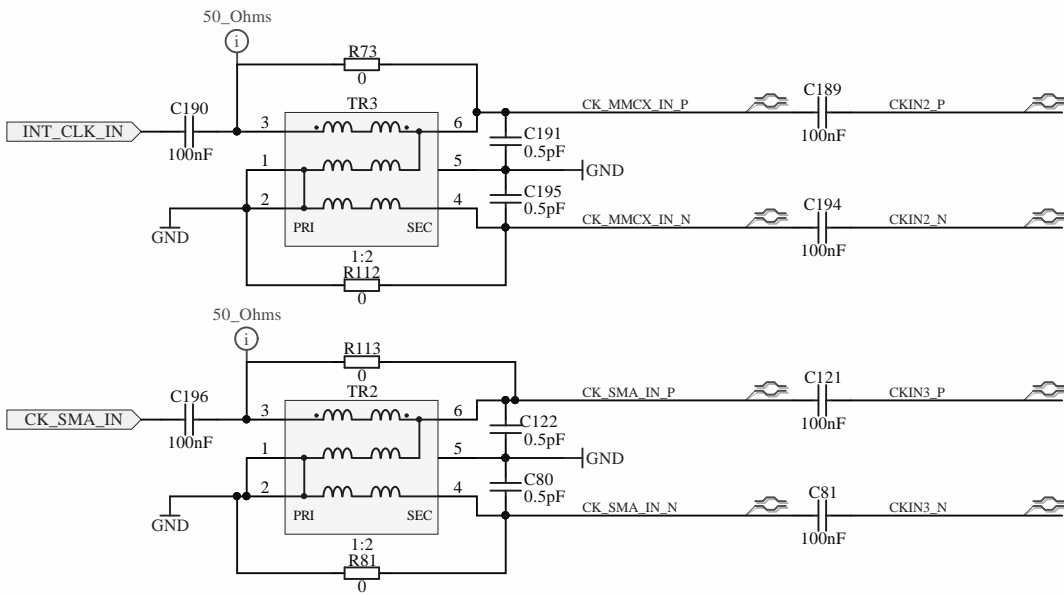 50_Ohms
i
R73
0
C190
TR3
C189
INT_CLK_IN
3
6
CK_MMCX_IN_P
CKIN2_P
100nF
C191
0.5pF
100nF
1
5
GND
C195
0.5pF
2
4
C194
GND
PRI
SEC
CK_MMCX_IN_N
CKIN2_N
1:2
100nF
R112
0
50_Ohms
i
R113
0
C196
TR2
C121
CK_SMA_IN_P
CKIN3_P
CK_SMA_IN
3
6
C122
0.5pF
100nF
100nF
1
5
GND
C80
0.5pF
2
4
C81
GND
PRI
SEC
CK_SMA_IN_N
CKIN3_N
1:2
100nF
R81
0